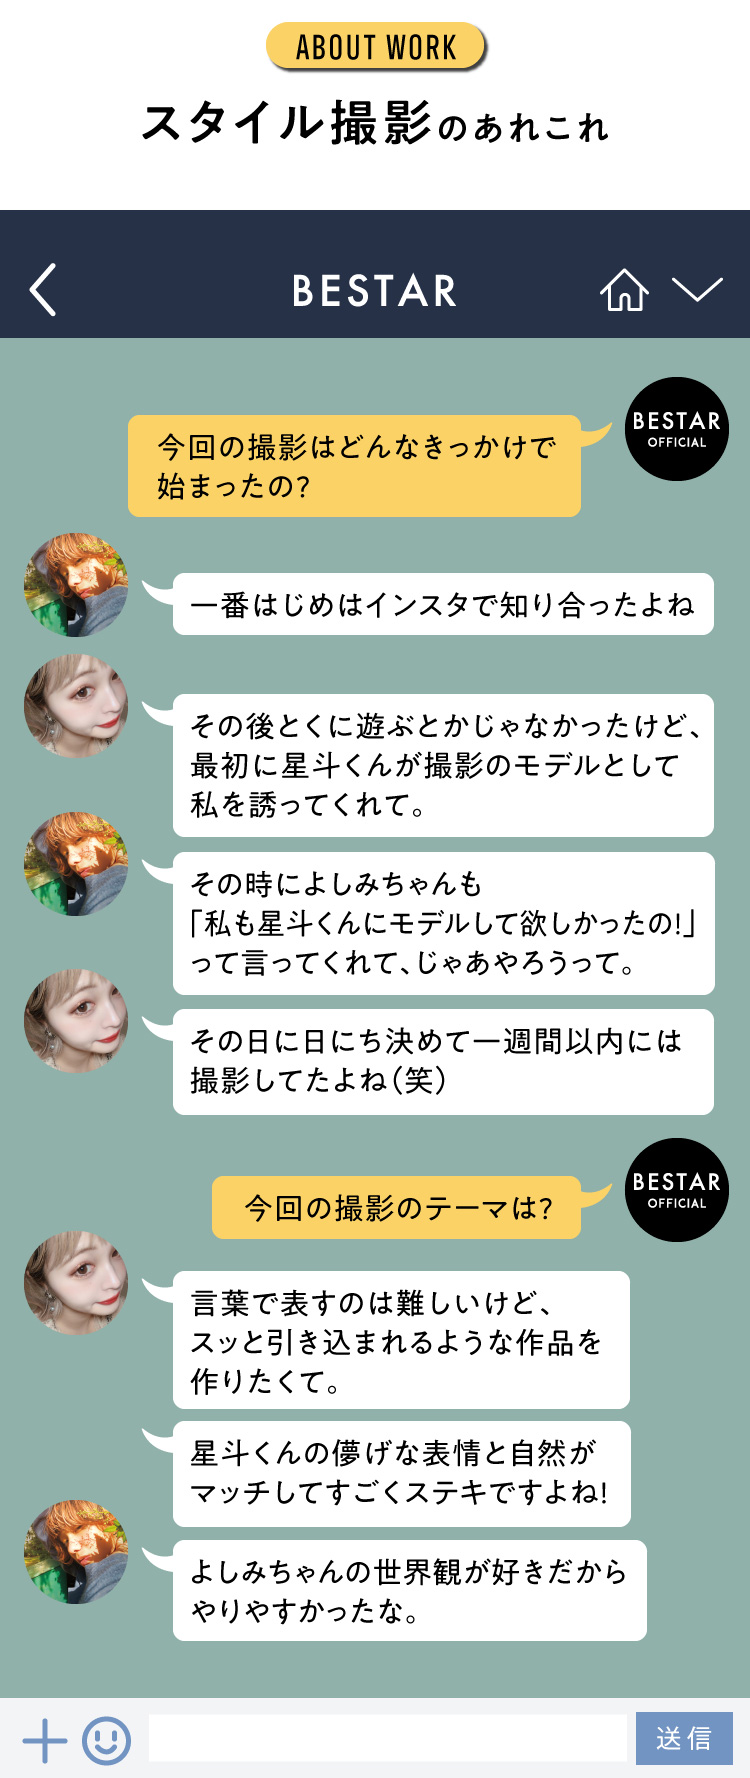 ABOUT WORK
スタイル撮影のあれこれ
BESTAR
BESTAR
OFFICIAL
今回の撮影はどんなきっかけで
始まったの?
一番はじめはインスタで知り合ったよね
その後とくに遊ぶとかじゃなかったけど、
最初に星斗くんが撮影のモデルとして
私を誘ってくれて。
その時によしみちゃんも
「私も星斗くんにモデルして欲しかったの!」
って言ってくれて、じゃあやろうって。
その日に日にち決めて一週間以内には
撮影してたよね(笑)
BESTAR
OFFICIAL
今回の撮影のテーマは?
言葉で表すのは難しいけど、
スッと引き込まれるような作品を
作りたくて。
星斗くんの儚げな表情と自然が
マッチしてすごくステキですよね!
よしみちゃんの世界観が好きだから
やりやすかったな。
送信